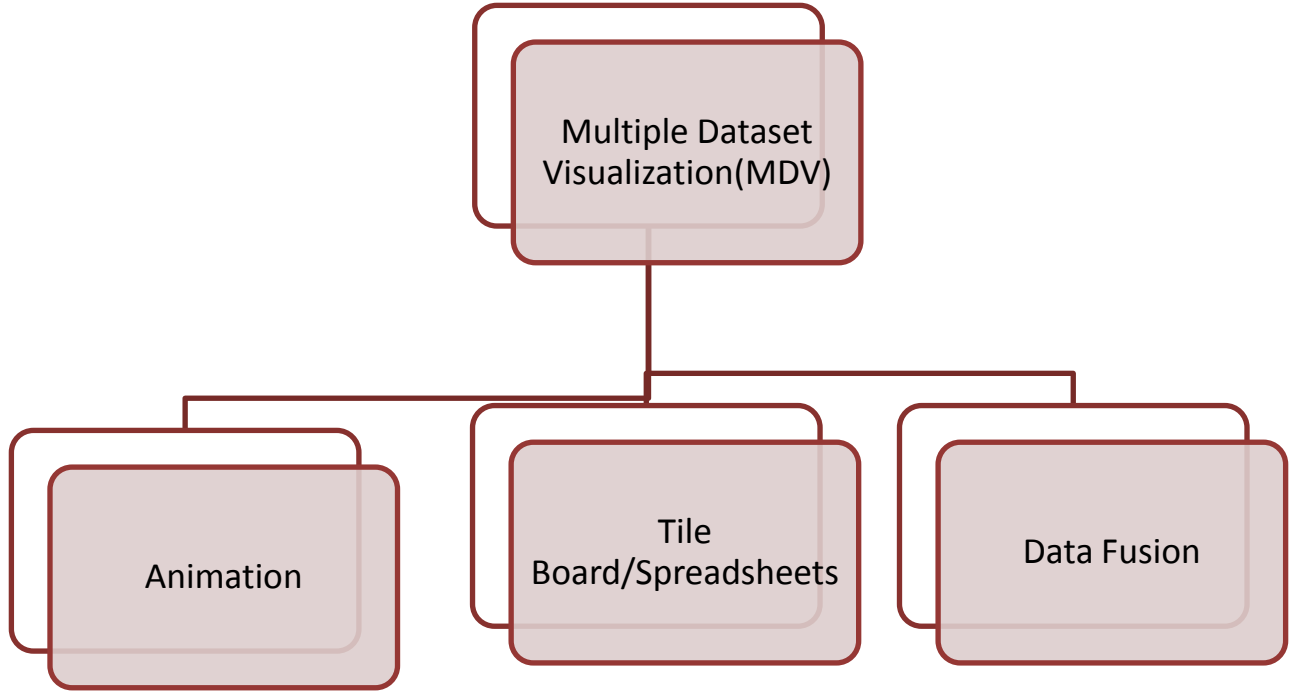 Multiple Dataset
Visualization(MDV)
Animation
Tile
Board/Spreadsheets
Data Fusion